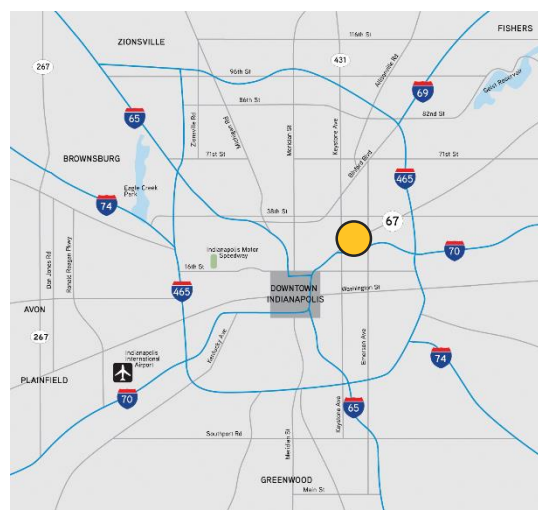 ZIONSVILLE
FISHERS
116th St
267
431
Allisonville Rd
96th St
69
Geist Reservoir
86th St
65
Zionsville Rd
Michigan Rd
Meridian St
Keystone Ave
82nd St
Binford Blvd
71st St
71st St
BROWNSBURG
465
Eagle Creek
Park
74
38th St
67
Dan Jones Rd
Ronald Reagan Pkwy
Indianapolis Motor
Speedway
70
16th St
465
DOWNTOWN
INDIANAPOLIS
Washington St
AVON
267
Kentucky Ave
Emerson Ave
Indianapolis
International
Airport
74
PLAINFIELD
70
65
Keystone Ave
Southport Rd
Meridian St
GREENWOOD
Main St